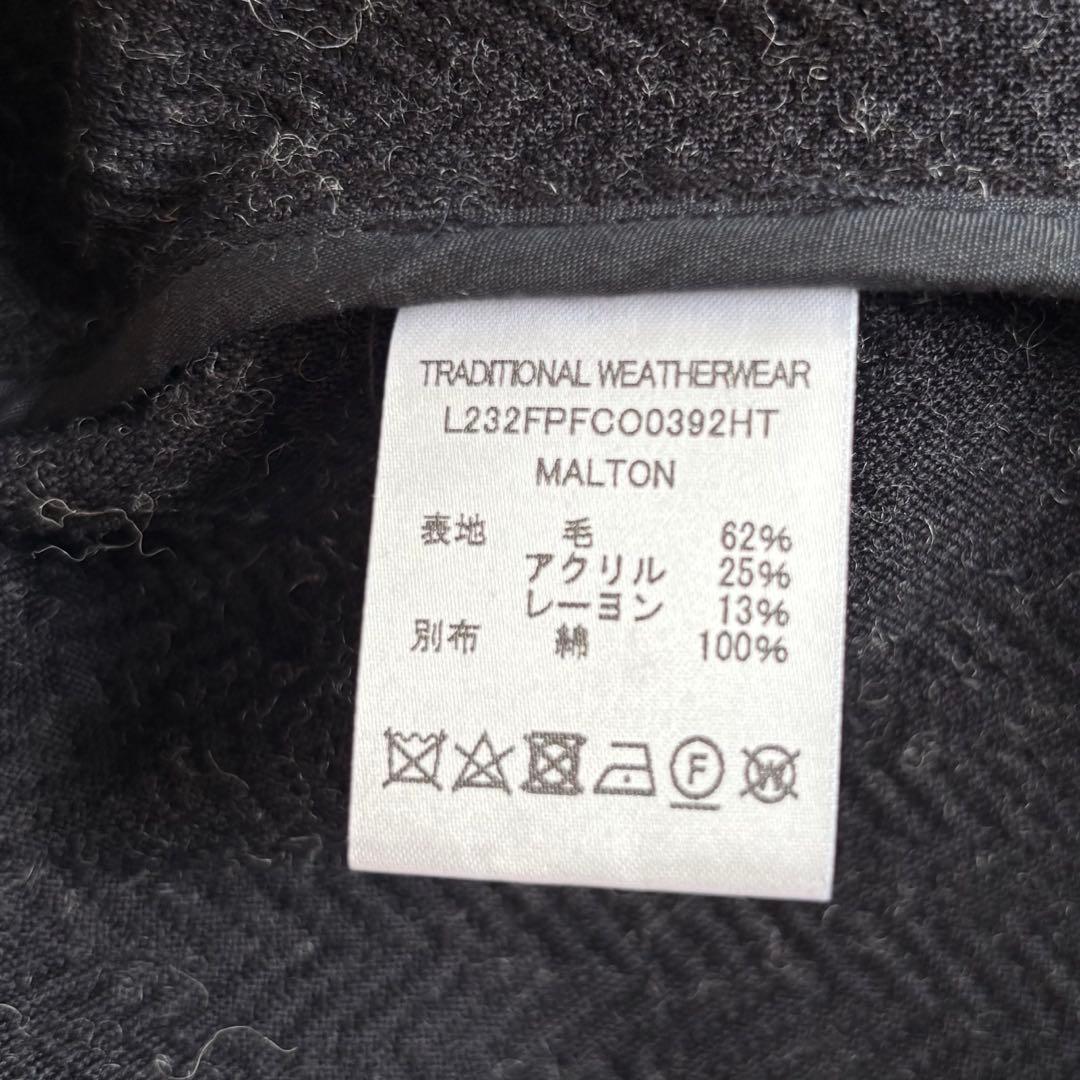 TRADITIONAL WEATHERWEAR
L232FPFCO0392HT
MALTON
表地 毛 62%
アクリル 25%
レーヨン 13%
別布 綿 100%
F W